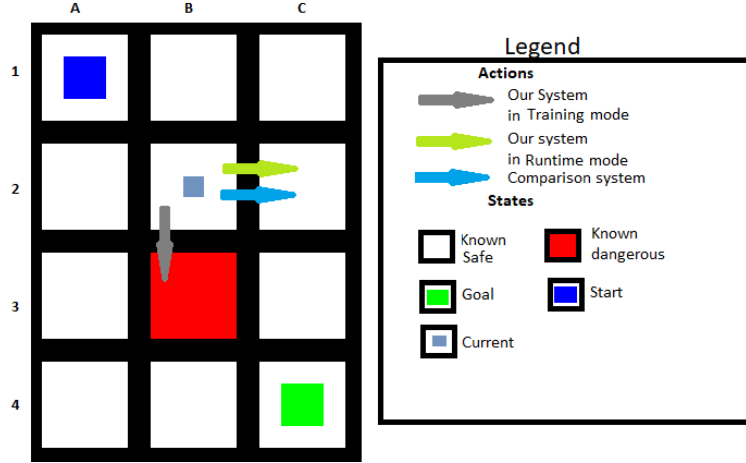 A B C
1
2
3
4
Legend
Actions
Our System
in Training mode
Our system
in Runtime mode
Comparison system
States
Known
Safe
Known
dangerous
Goal
Start
Current